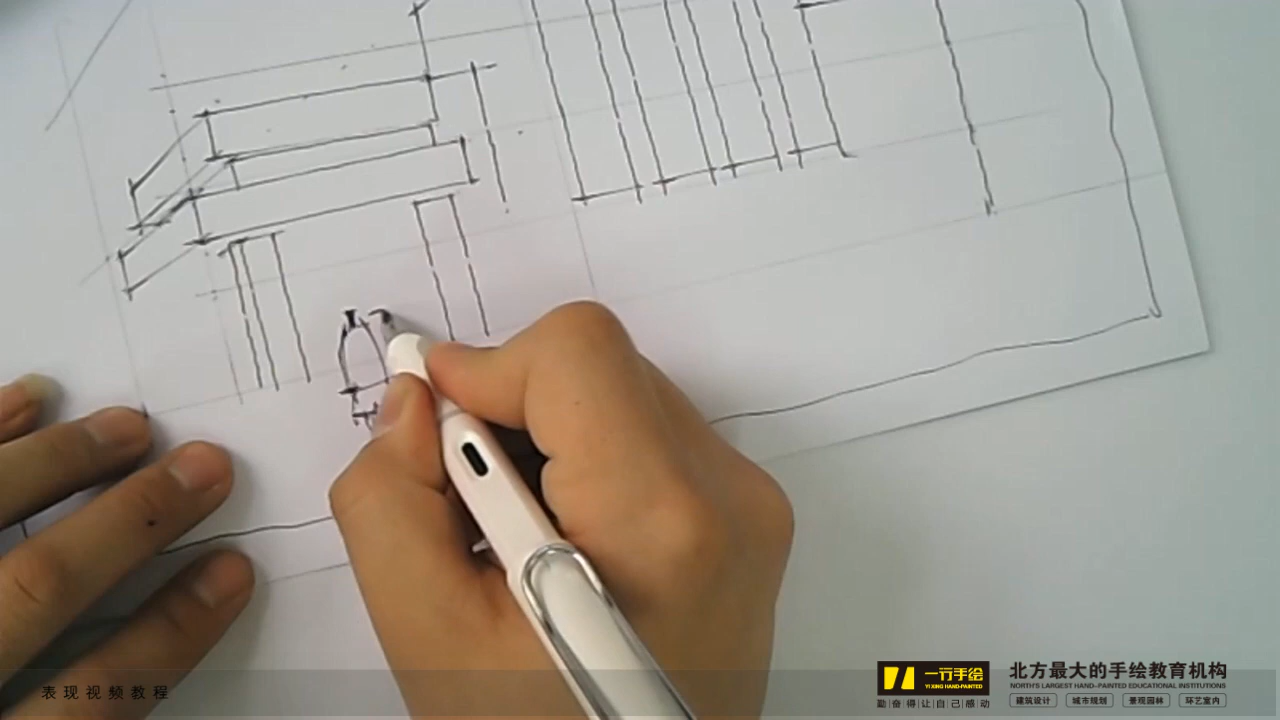 表现视频教程
一行手绘
YI XING HAND-PAINTED
勤奋得让自己感动
北方最大的手绘教育机构
NORTH'S LARGEST HAND-PAINTED EDUCATIONAL INSTITUTIONS
建筑设计 城市规划 景观园林 环艺室内